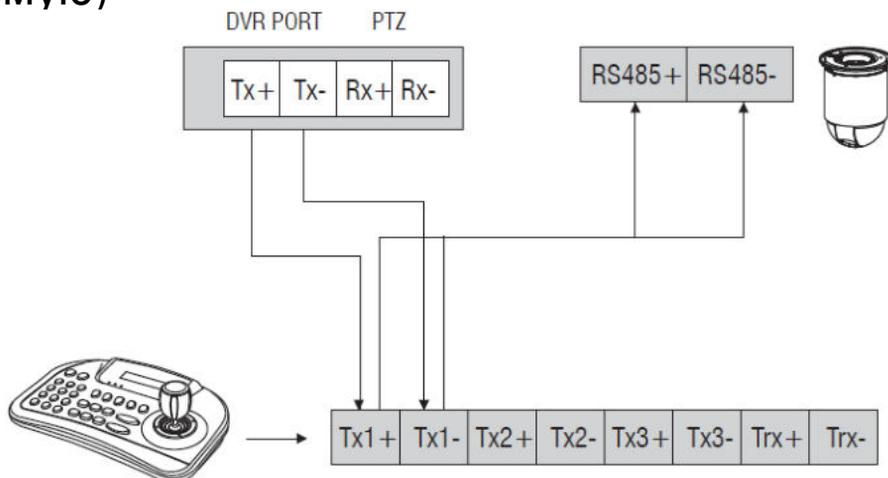 DVR PORT PTZ
Tx+ Tx- Rx+ Rx-
RS485+ RS485-
Tx1+ Tx1- Tx2+ Tx2- Tx3+ Tx3- Trx+ Trx-